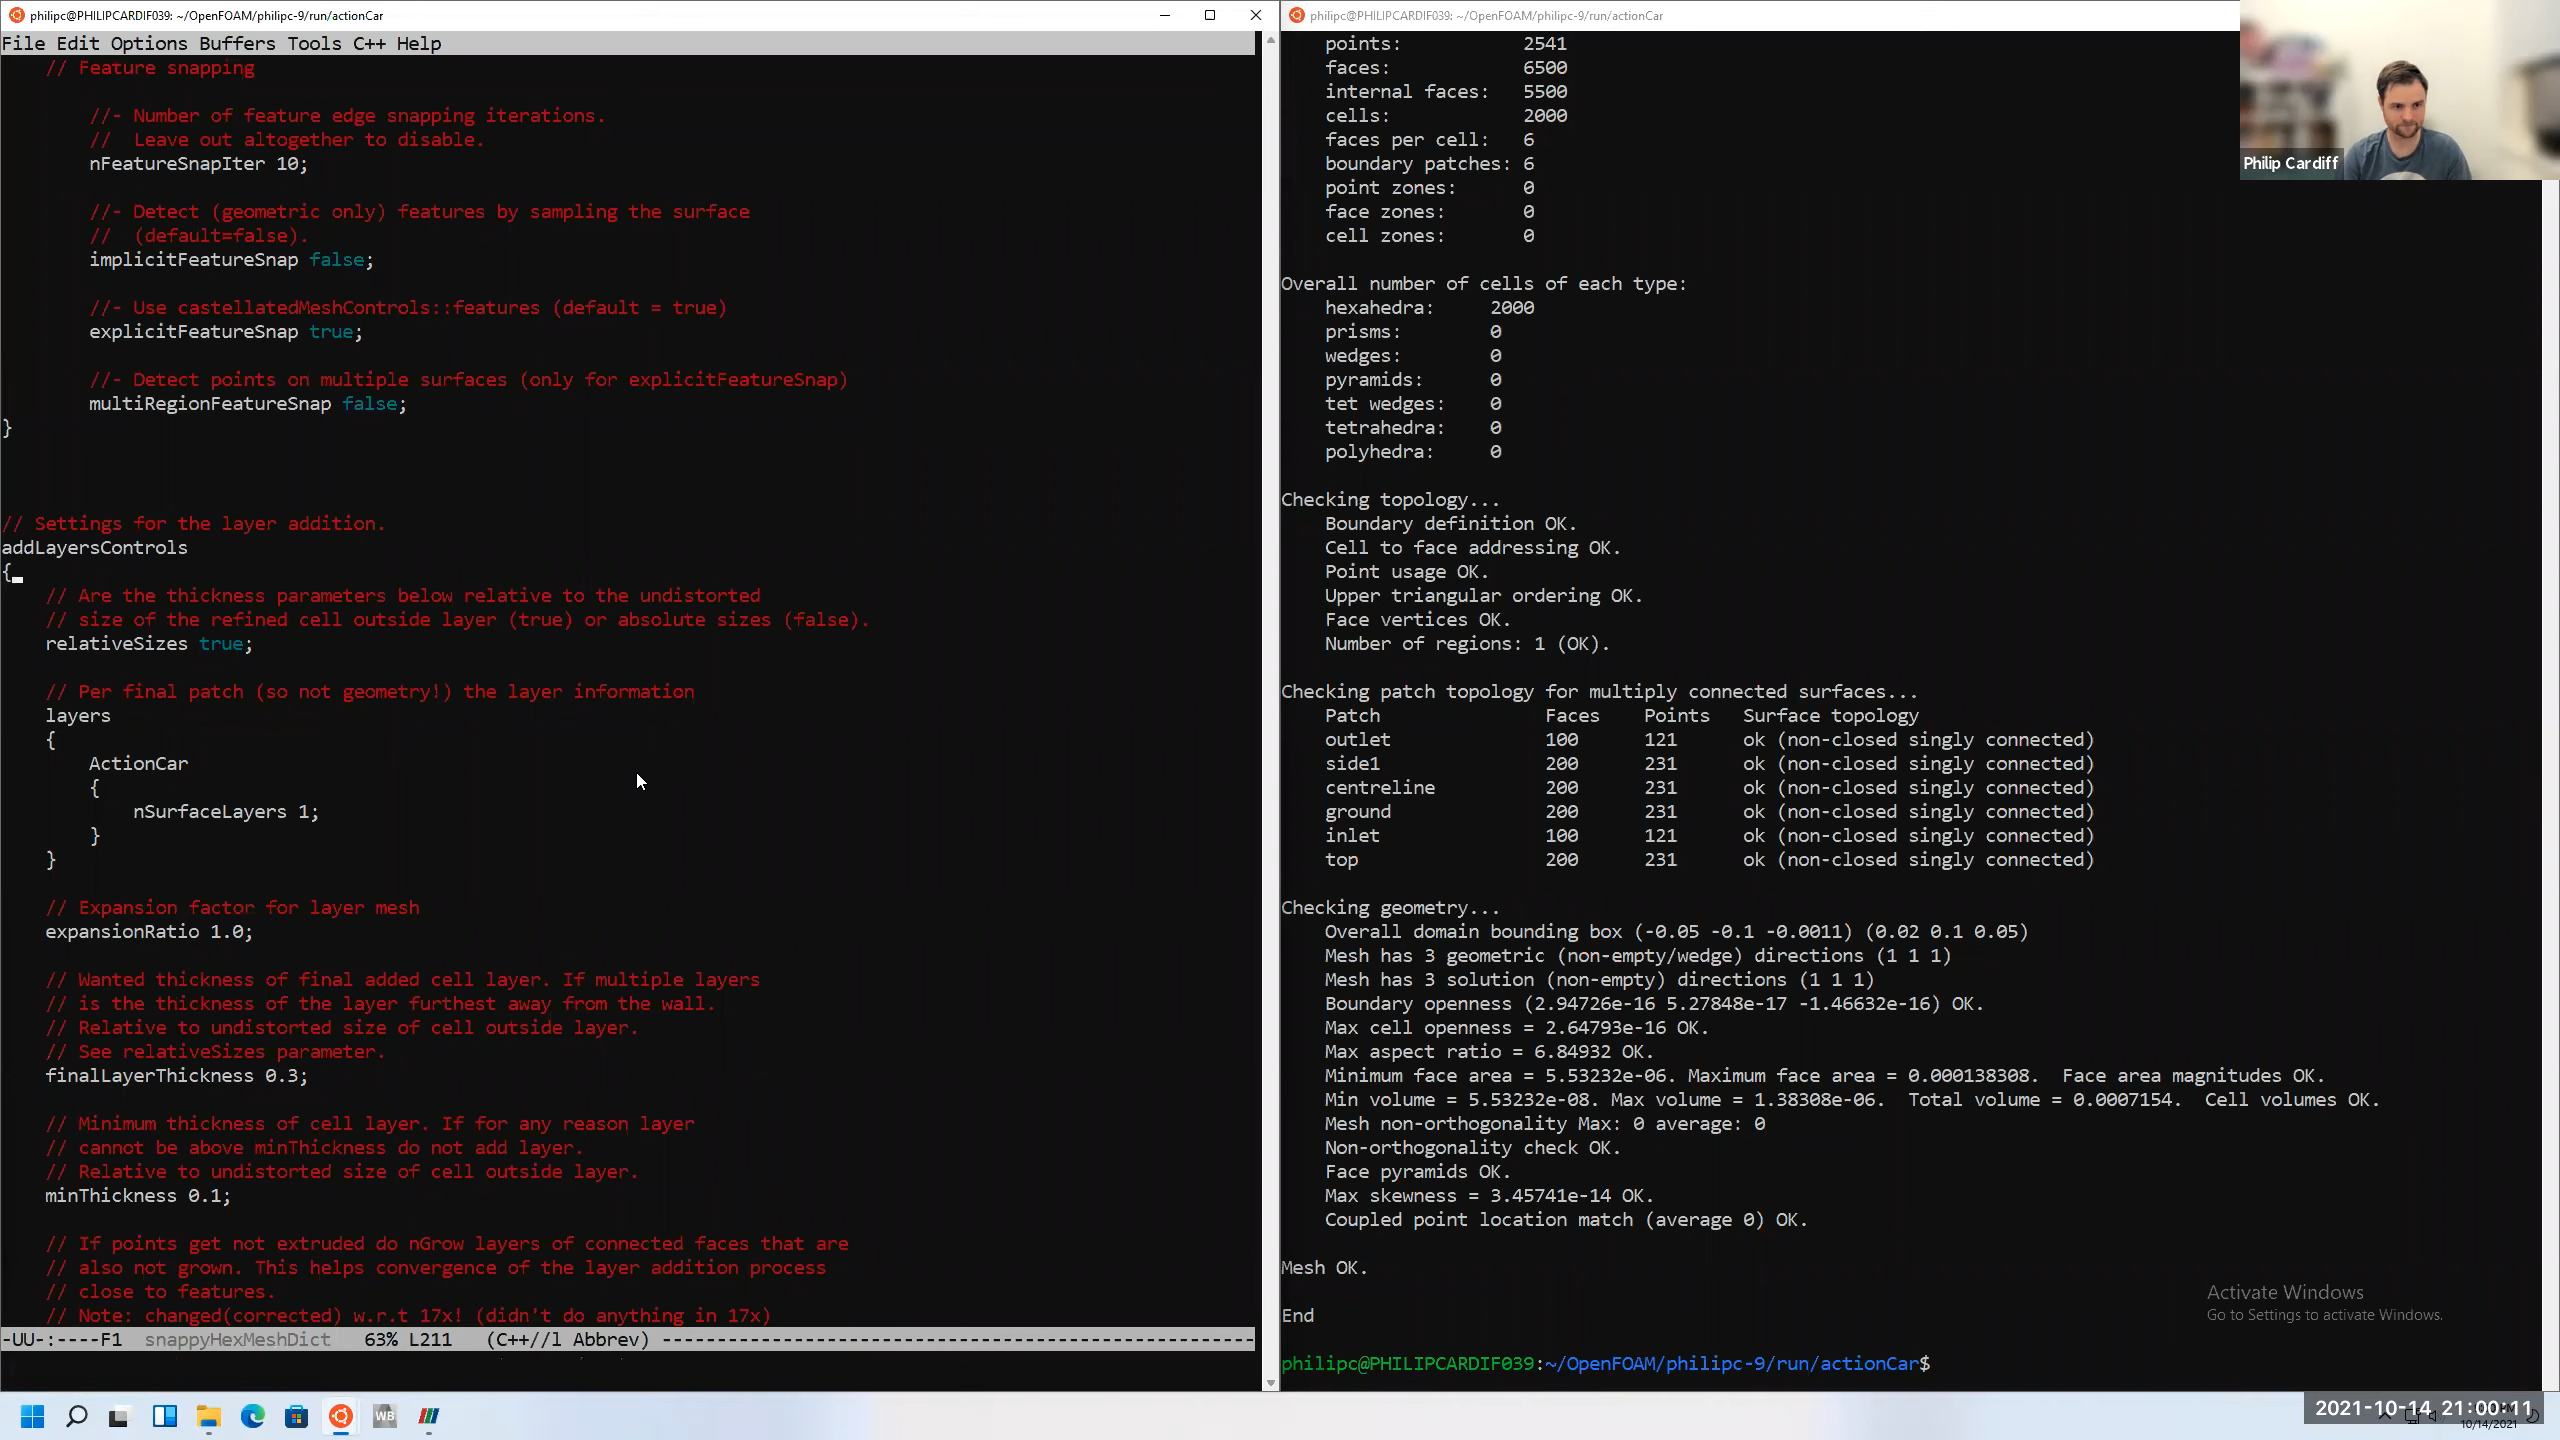 philipc@PHILIPCARDIF039: ~/OpenFOAM/philipc-9/run/actionCar
File Edit Options Buffers Tools C++ Help
// Feature snapping
//- Number of feature edge snapping iterations.
//  Leave out altogether to disable.
nFeatureSnapIter 10;
//- Detect (geometric only) features by sampling the surface
//  (default=false).
implicitFeatureSnap false;
//- Use castellatedMeshControls::features (default = true)
explicitFeatureSnap true;
//- Detect points on multiple surfaces (only for explicitFeatureSnap)
multiRegionFeatureSnap false;
}
// Settings for the layer addition.
addLayersControls
{
// Are the thickness parameters below relative to the undistorted
// size of the refined cell outside layer (true) or absolute sizes (false).
relativeSizes true;
// Per final patch (so not geometry!) the layer information
layers
{
ActionCar
{
nSurfaceLayers 1;
}
}
// Expansion factor for layer mesh
expansionRatio 1.0;
// Wanted thickness of final added cell layer. If multiple layers
// is the thickness of the layer furthest away from the wall.
// Relative to undistorted size of cell outside layer.
// See relativeSizes parameter.
finalLayerThickness 0.3;
// Minimum thickness of cell layer. If for any reason layer
// cannot be above minThickness do not add layer.
// Relative to undistorted size of cell outside layer.
minThickness 0.1;
// If points get not extruded do nGrow layers of connected faces that are
// also not grown. This helps convergence of the layer addition process
// close to features.
// Note: changed(corrected) w.r.t 17x! (didn't do anything in 17x)
-UU-:----F1  snappyHexMeshDict   63% L211   (C++//l Abbrev) ------------------------------------------------------
philipc@PHILIPCARDIF039: ~/OpenFOAM/philipc-9/run/actionCar
points:           2541
faces:            6500
internal faces:   5500
cells:            2000
faces per cell:   6
boundary patches: 6
point zones:      0
face zones:       0
cell zones:       0
Overall number of cells of each type:
hexahedra:     2000
prisms:        0
wedges:        0
pyramids:      0
tet wedges:    0
tetrahedra:    0
polyhedra:     0
Checking topology...
Boundary definition OK.
Cell to face addressing OK.
Point usage OK.
Upper triangular ordering OK.
Face vertices OK.
Number of regions: 1 (OK).
Checking patch topology for multiply connected surfaces...
Patch               Faces    Points   Surface topology
outlet              100      121      ok (non-closed singly connected)
side1               200      231      ok (non-closed singly connected)
centreline          200      231      ok (non-closed singly connected)
ground              200      231      ok (non-closed singly connected)
inlet               100      121      ok (non-closed singly connected)
top                 200      231      ok (non-closed singly connected)
Checking geometry...
Overall domain bounding box (-0.05 -0.1 -0.0011) (0.02 0.1 0.05)
Mesh has 3 geometric (non-empty/wedge) directions (1 1 1)
Mesh has 3 solution (non-empty) directions (1 1 1)
Boundary openness (2.94726e-16 5.27848e-17 -1.46632e-16) OK.
Max cell openness = 2.64793e-16 OK.
Max aspect ratio = 6.84932 OK.
Minimum face area = 5.53232e-06. Maximum face area = 0.000138308.  Face area magnitudes OK.
Min volume = 5.53232e-08. Max volume = 1.38308e-06.  Total volume = 0.0007154.  Cell volumes OK.
Mesh non-orthogonality Max: 0 average: 0
Non-orthogonality check OK.
Face pyramids OK.
Max skewness = 3.45741e-14 OK.
Coupled point location match (average 0) OK.
Mesh OK.
End
philipc@PHILIPCARDIF039:~/OpenFOAM/philipc-9/run/actionCar$
Philip Cardiff
Activate Windows
Go to Settings to activate Windows.
WB
2021-10-14 21:00:11
10/14/2021